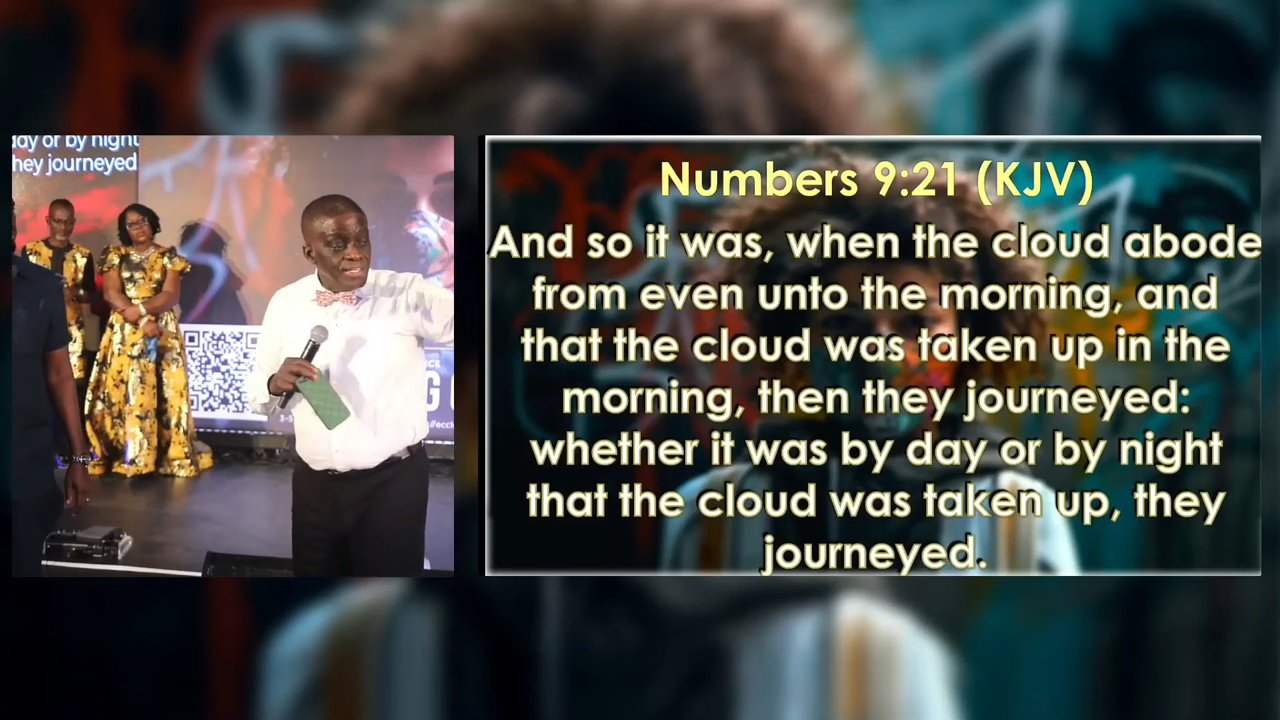 day or by night
hey journeyed
Numbers 9:21 (KJV)
And so it was, when the cloud abode
from even unto the morning, and
that the cloud was taken up in the
morning, then they journeyed:
whether it was by day or by night
that the cloud was taken up, they
journeyed.